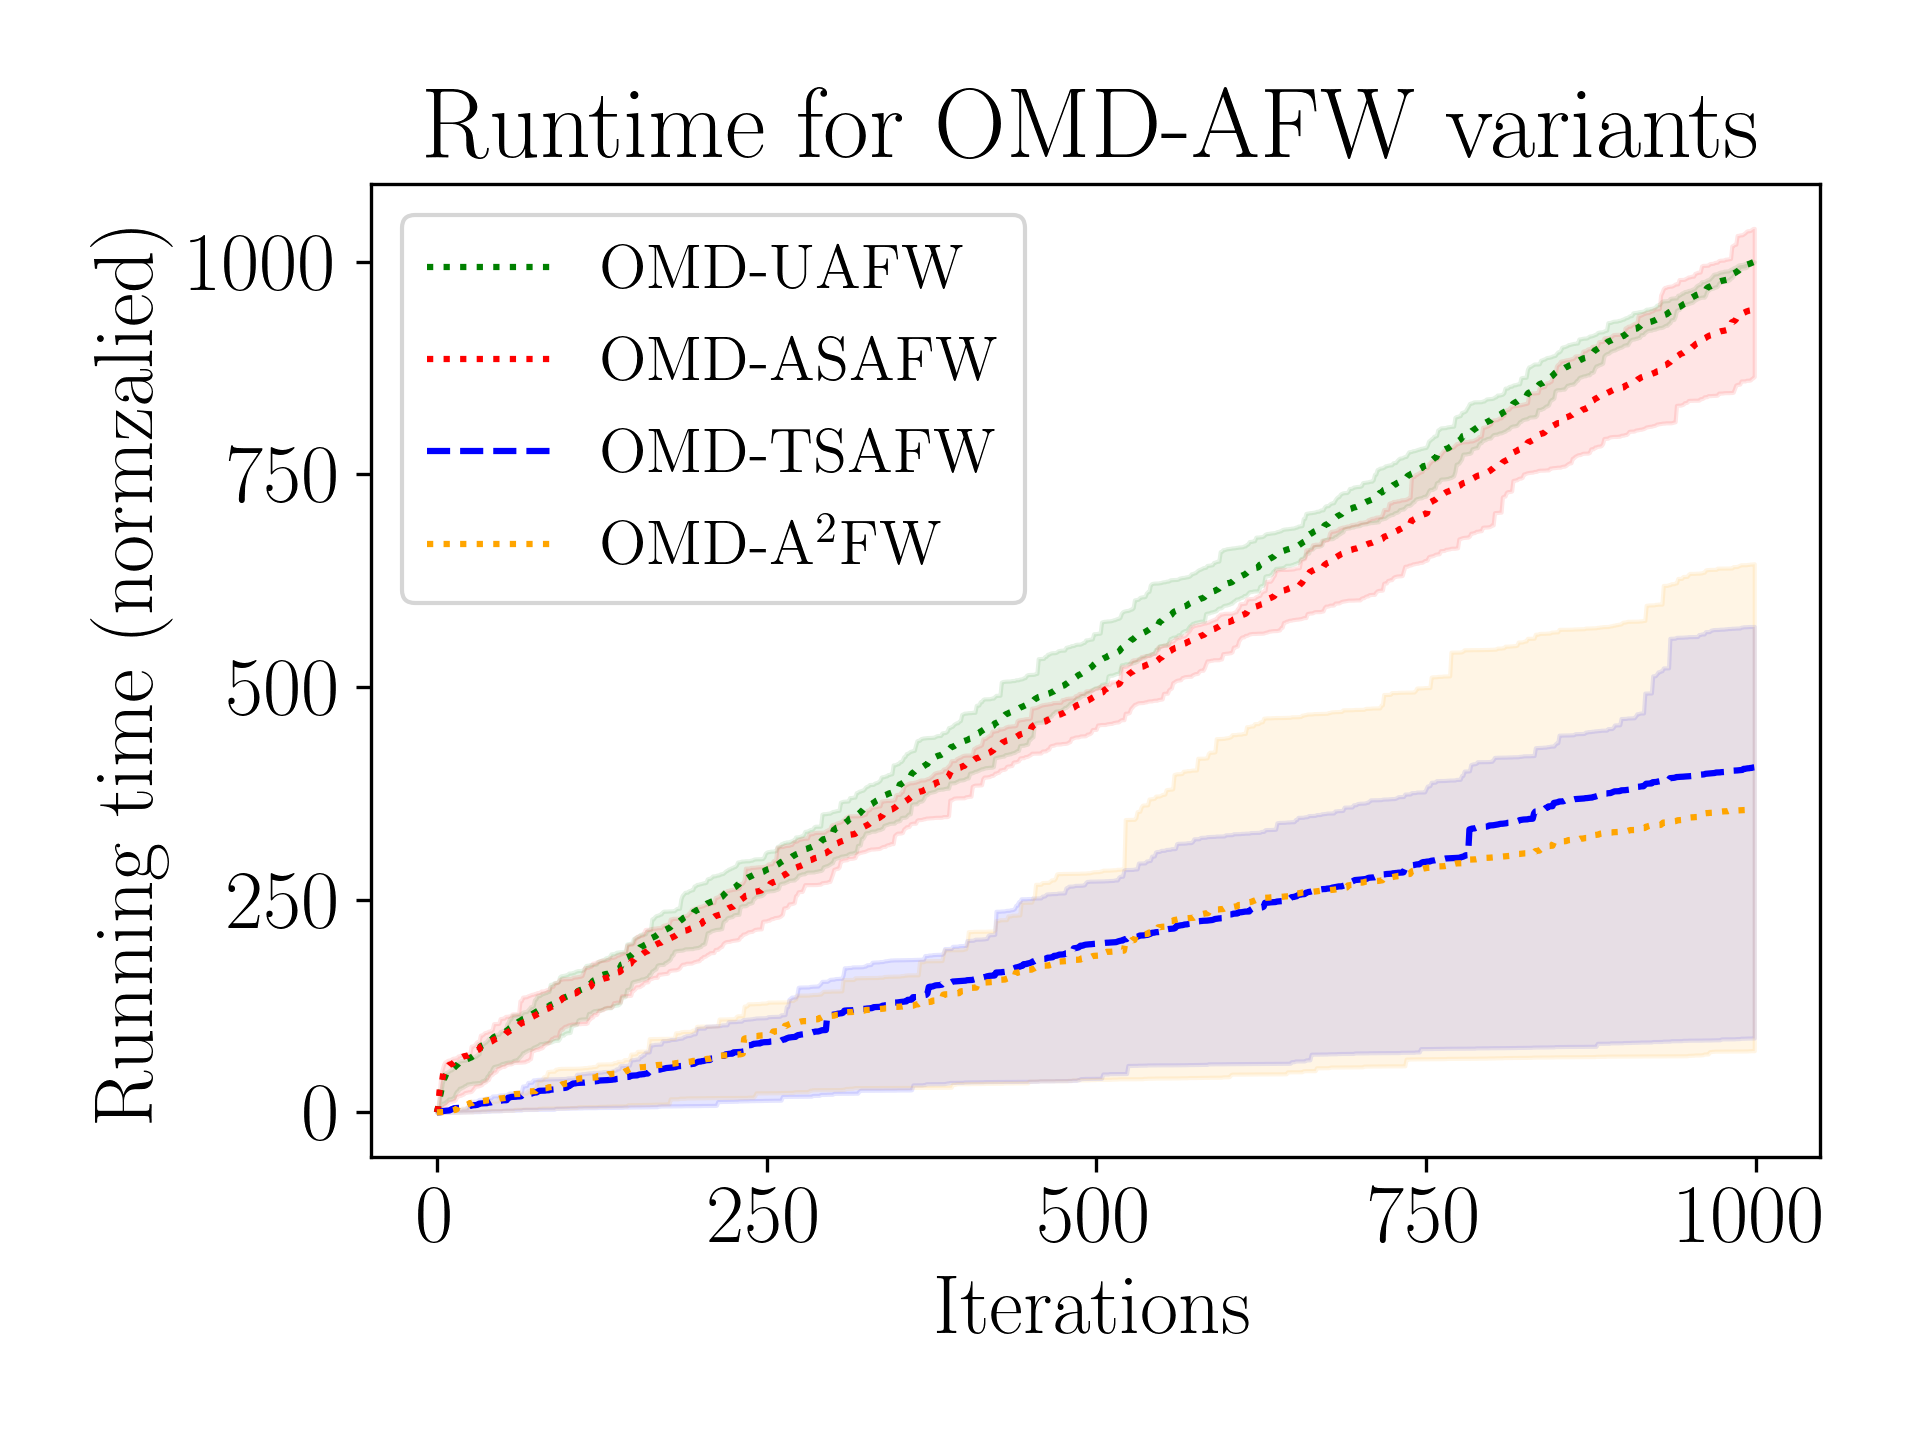 Runtime for OMD-AFW variants
Running time (normzalied)
1000
750
500
250
0
OMD-UAFW
OMD-ASAFW
OMD-TSAFW
OMD-A²FW
0 250 500 750 1000
Iterations